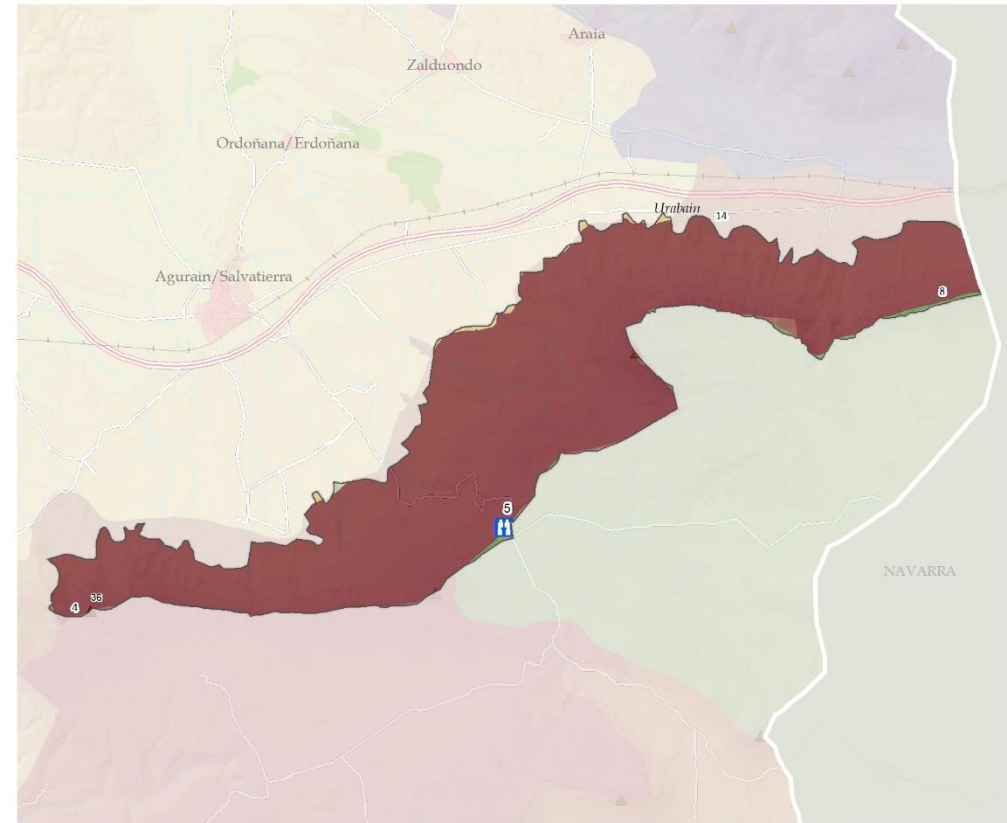 Araia
Zalduondo
Ordoñana/Erdoñana
Urabain
14
Agurain/Salvatierra
8
5
NAVARRA
4
36